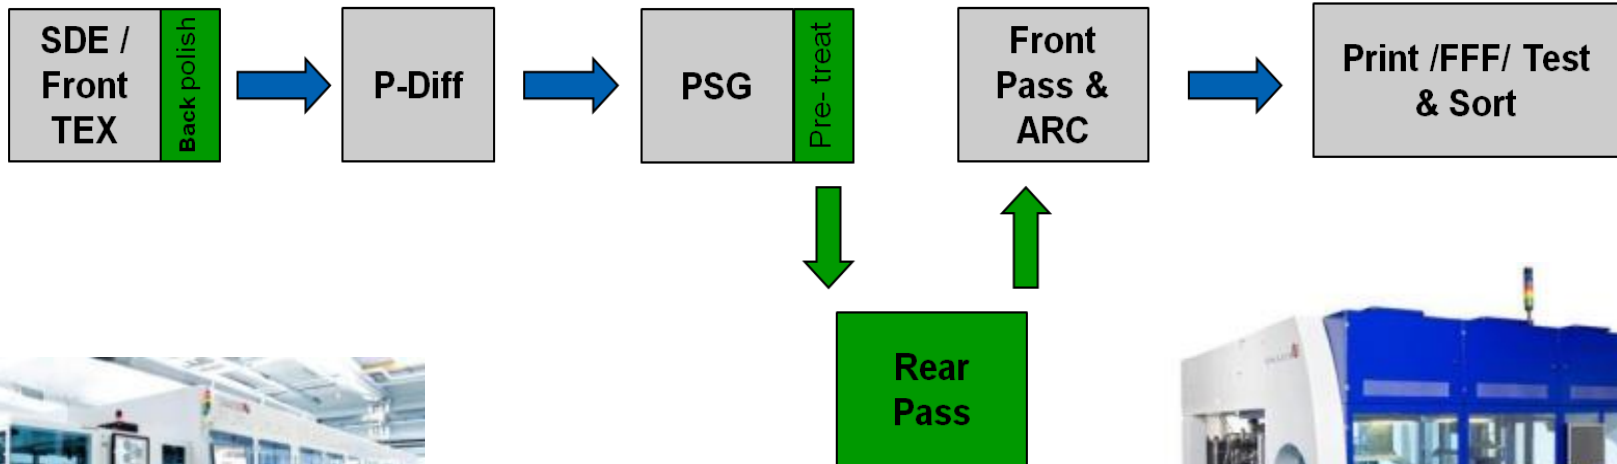 SDE /
Front
TEX
Back polish
P-Diff
PSG
Pre- treat
Front
Pass &
ARC
Print /FFF/ Test
& Sort
Rear
Pass